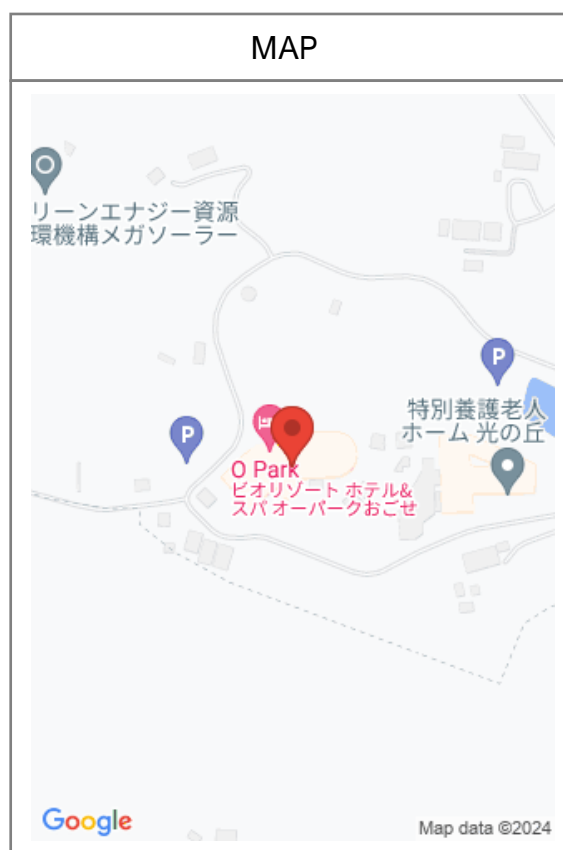 MAP
リーンエナジー資源
環機構メガソーラー
P
特別養護老人
ホーム 光の丘
P
O Park
ビオリゾート ホテル&
スパ オーパークおごせ
Google
Map data ©2024